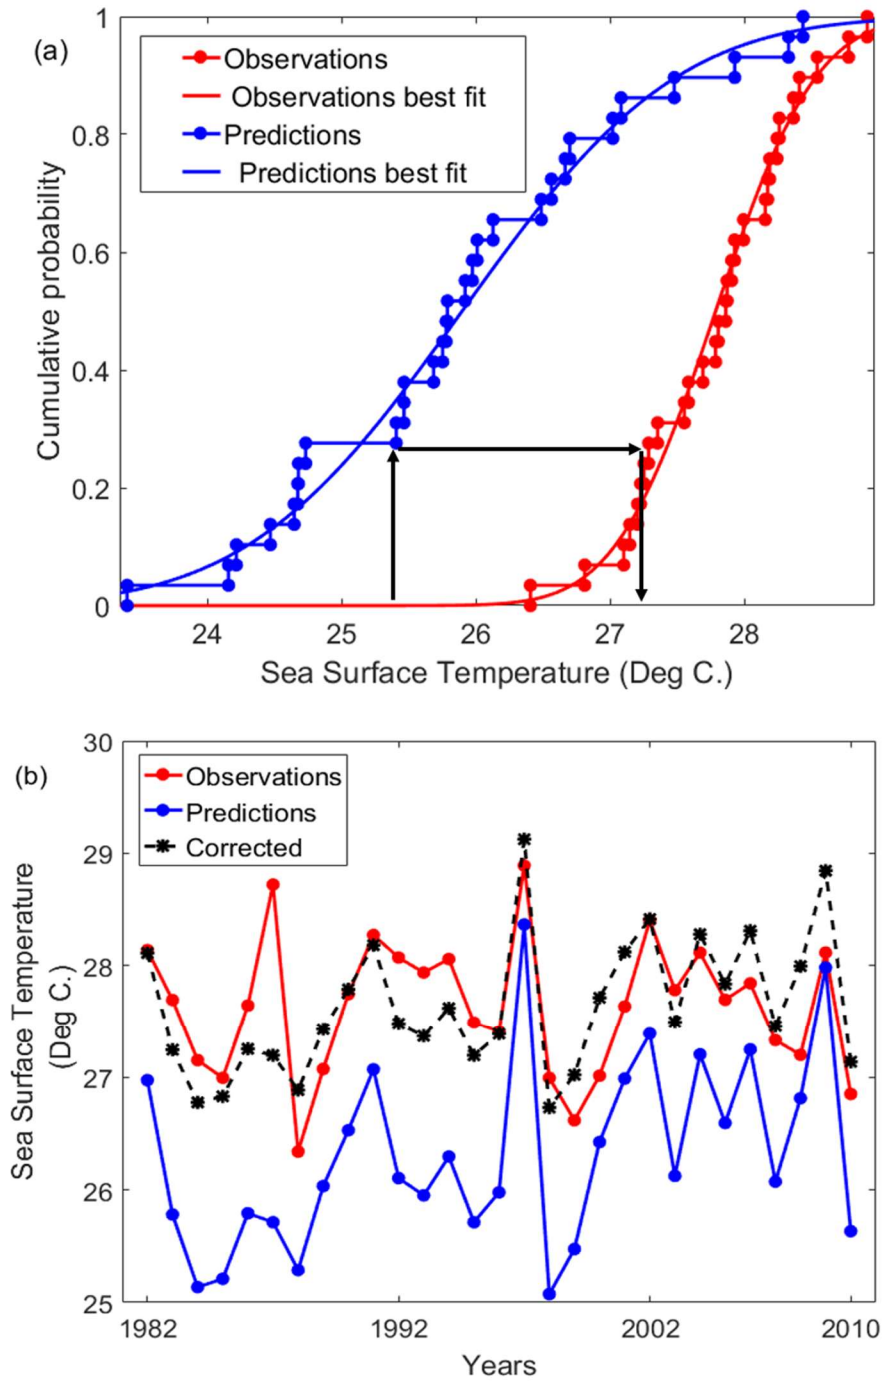 (a)
Observations
Observations best fit
Predictions
Predictions best fit
Cumulative probability
1
0.8
0.6
0.4
0.2
0
24 25 26 27 28
Sea Surface Temperature (Deg C.)
(b)
Observations
Predictions
Corrected
Sea Surface Temperature
(Deg C.)
30
29
28
27
26
25
1982 1992 2002 2010
Years